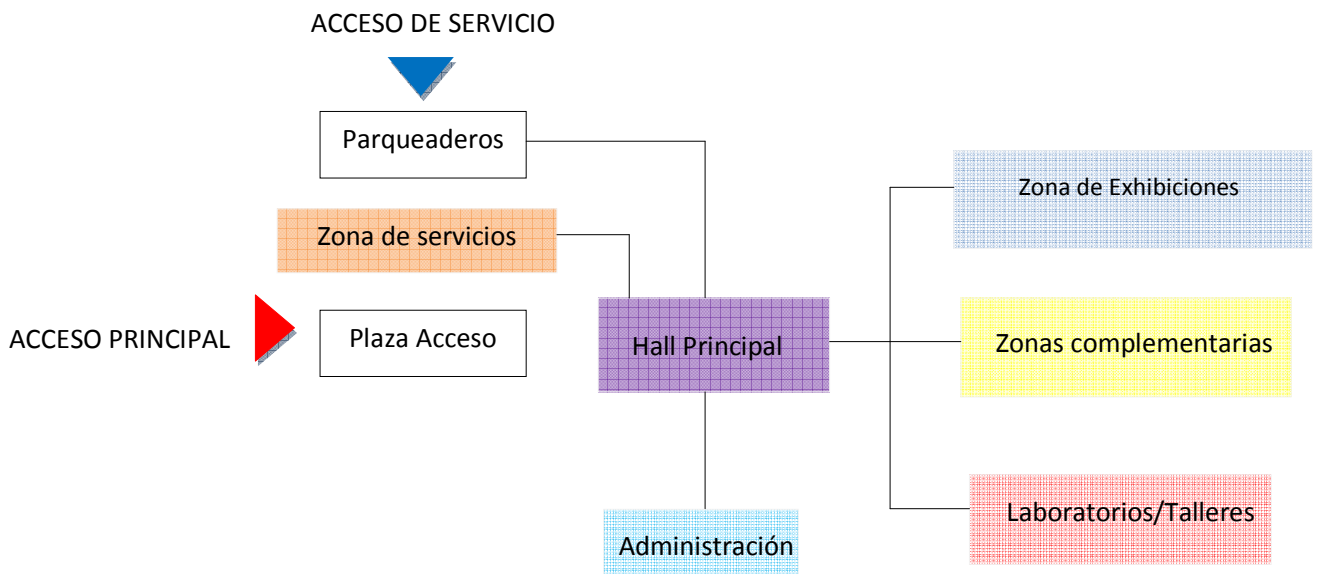 ACCESO DE SERVICIO
Parqueaderos
Zona de servicios
ACCESO PRINCIPAL
Plaza Acceso
Hall Principal
Administración
Zona de Exhibiciones
Zonas complementarias
Laboratorios/Talleres